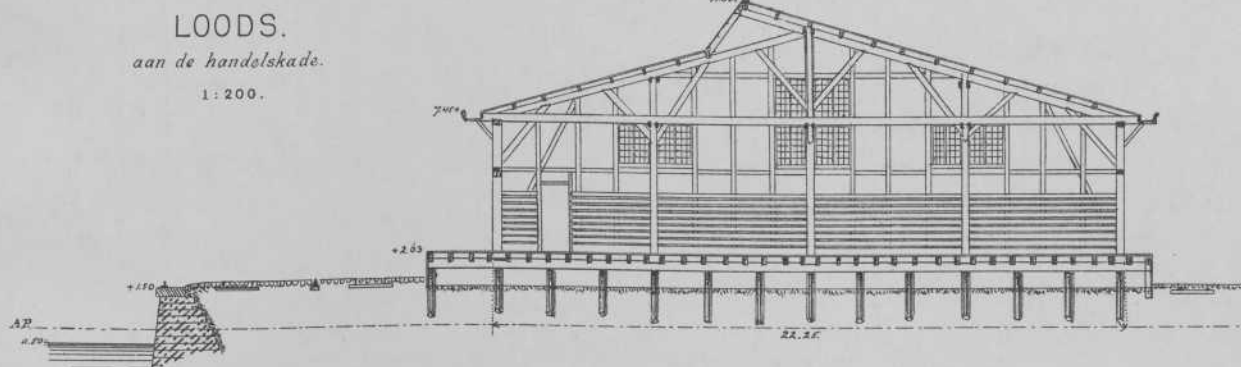 LOODS.
aan de handelskade.
1:200.
+2.63
+1.50
AP.
22.25.